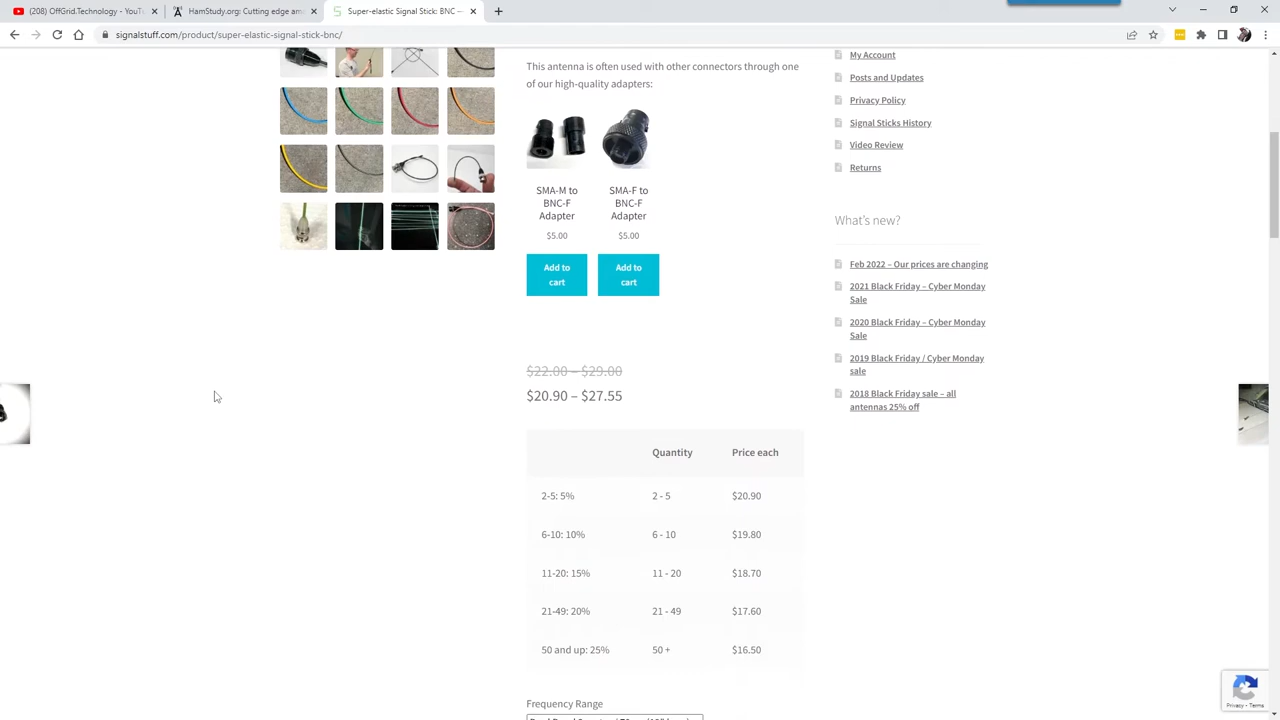 (208) OffGrid.Technology - YouT
HamStudy.org: Cutting edge am
Super-elastic Signal Stick: BNC -
signalstuff.com/product/super-elastic-signal-stick-bnc/
This antenna is often used with other connectors through one
of our high-quality adapters:
SMA-M to
BNC-F
Adapter
$5.00
Add to
cart
SMA-F to
BNC-F
Adapter
$5.00
Add to
cart
$22.00 – $29.00
$20.90 – $27.55
Quantity Price each
2-5: 5% 2 - 5 $20.90
6-10: 10% 6 - 10 $19.80
11-20: 15% 11 - 20 $18.70
21-49: 20% 21 - 49 $17.60
50 and up: 25% 50 + $16.50
Frequency Range
My Account
Posts and Updates
Privacy Policy
Signal Sticks History
Video Review
Returns
What's new?
Feb 2022 – Our prices are changing
2021 Black Friday – Cyber Monday
Sale
2020 Black Friday – Cyber Monday
Sale
2019 Black Friday / Cyber Monday
sale
2018 Black Friday sale – all
antennas 25% off
Privacy - Terms